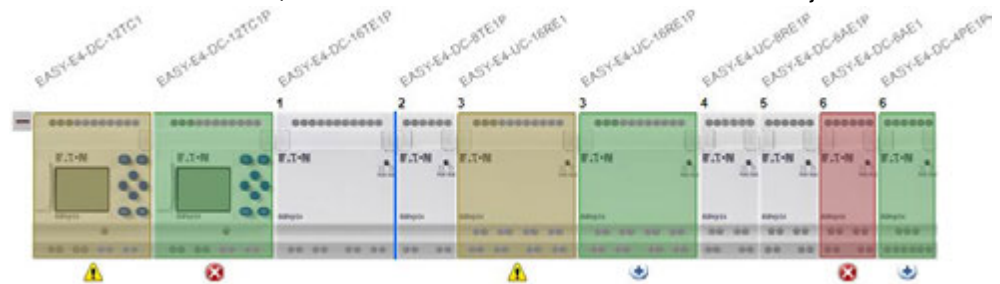 EASY-E4-DC-12TC1
EASY-E4-DC-12TC1P
EASY-E4-DC-16TE1P
EASY-E4-DC-8TE1P
EASY-E4-UC-16RE1
EASY-E4-UC-16RE1P
EASY-E4-UC-8RE1P
EASY-E4-DC-6AE1P
EASY-E4-DC-6AE1
EASY-E4-DC-4PE1P
1 2 3 3 4 5 6 6
E.T.N E.T.N E.T.N E.T.N E.T.N E.T.N E.T.N E.T.N E.T.N E.T.N